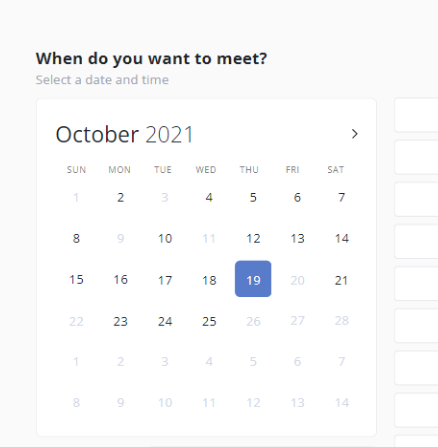 When do you want to meet?
Select a date and time
October 2021
SUN MON TUE WED THU FRI SAT
1 2 3 4 5 6 7
8 9 10 11 12 13 14
15 16 17 18 19 20 21
22 23 24 25 26 27 28
1 2 3 4 5 6 7
8 9 10 11 12 13 14